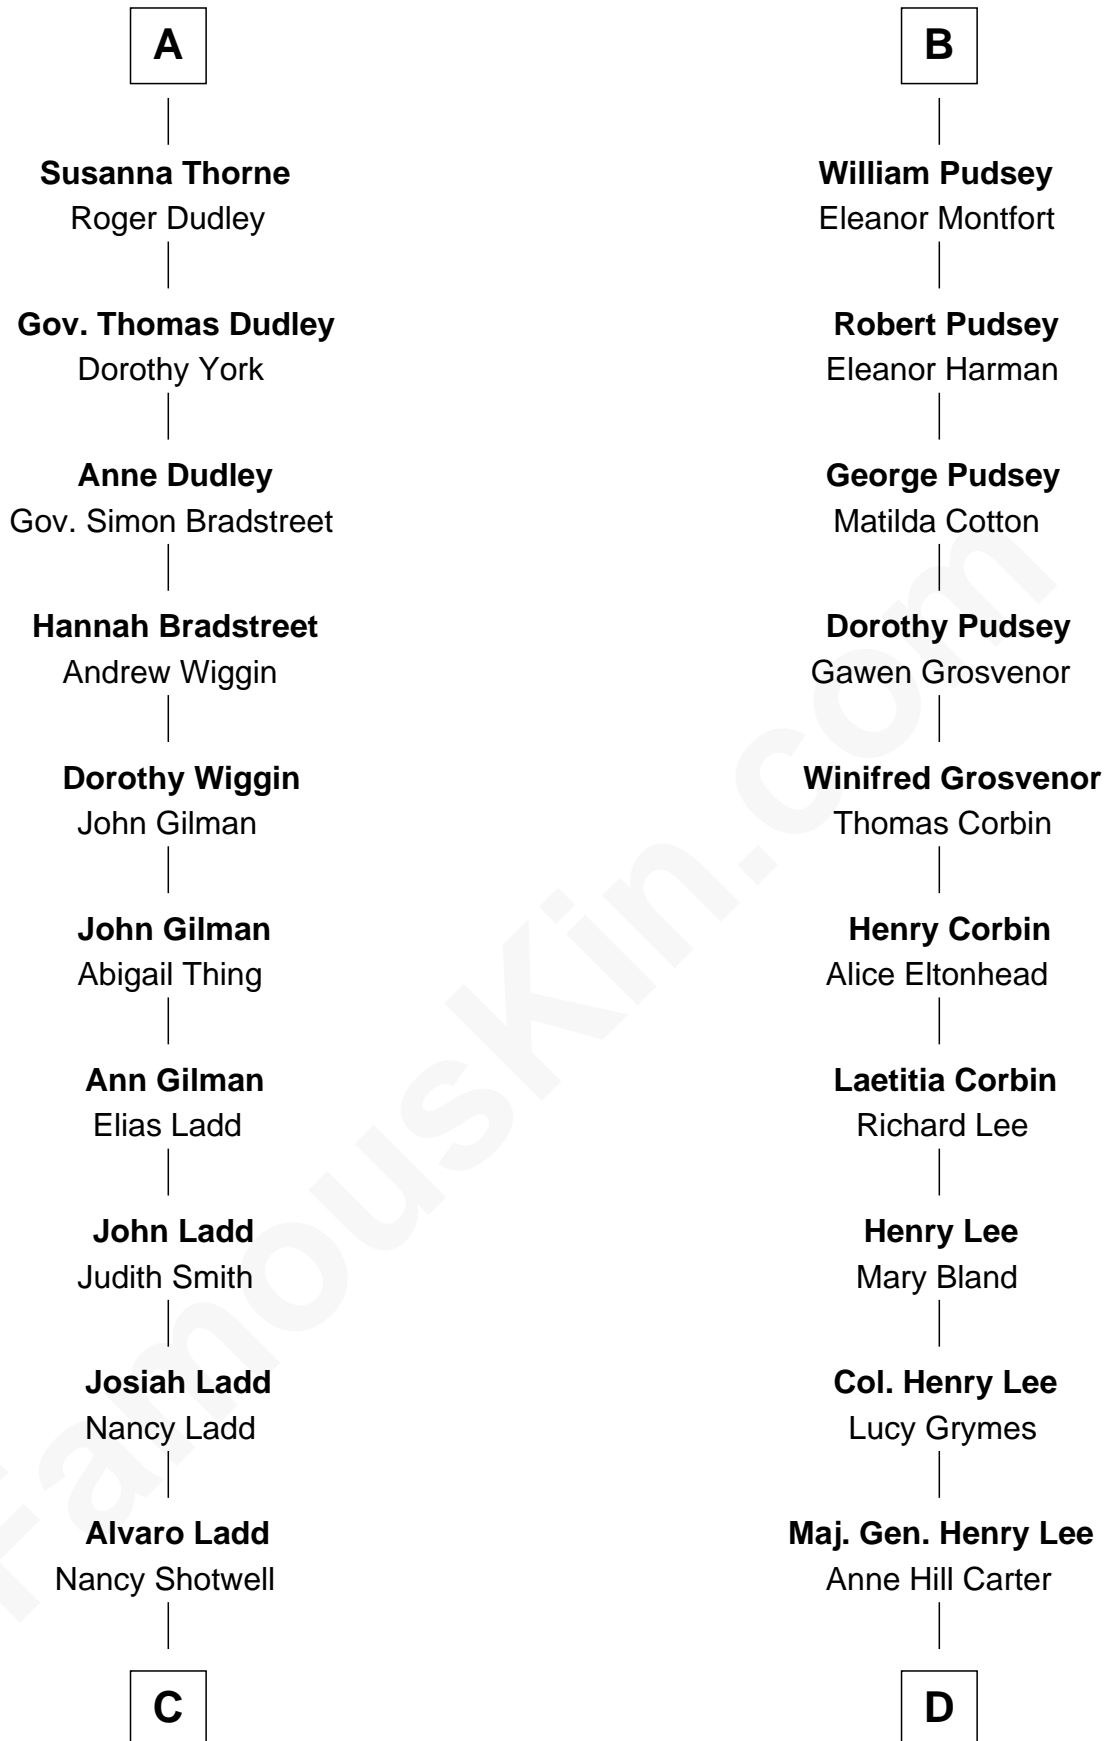 A
Susanna Thorne
Roger Dudley
Gov. Thomas Dudley
Dorothy York
Anne Dudley
Gov. Simon Bradstreet
Hannah Bradstreet
Andrew Wiggin
Dorothy Wiggin
John Gilman
John Gilman
Abigail Thing
Ann Gilman
Elias Ladd
John Ladd
Judith Smith
Josiah Ladd
Nancy Ladd
Alvaro Ladd
Nancy Shotwell
C
B
William Pudsey
Eleanor Montfort
Robert Pudsey
Eleanor Harman
George Pudsey
Matilda Cotton
Dorothy Pudsey
Gawen Grosvenor
Winifred Grosvenor
Thomas Corbin
Henry Corbin
Alice Eltonhead
Laetitia Corbin
Richard Lee
Henry Lee
Mary Bland
Col. Henry Lee
Lucy Grymes
Maj. Gen. Henry Lee
Anne Hill Carter
D
FamousKin.com